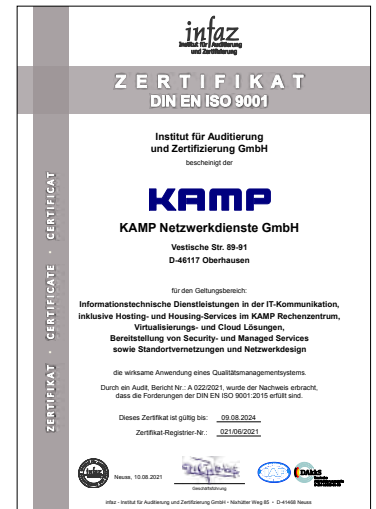 infaz
Institut für Auditierung
und Zertifizierung
ZERTIFIKAT
DIN EN ISO 9001
Institut für Auditierung
und Zertifizierung GmbH
bescheinigt der
KAMP
KAMP Netzwerkdienste GmbH
Vestische Str. 89-91
D-46117 Oberhausen
für den Geltungsbereich:
Informationstechnische Dienstleistungen in der IT-Kommunikation,
inklusive Hosting- und Housing-Services im KAMP Rechenzentrum,
Virtualisierungs- und Cloud Lösungen,
Bereitstellung von Security- und Managed Services
sowie Standortvernetzungen und Netzwerkdesign
die wirksame Anwendung eines Qualitätsmanagementsystems.
Durch ein Audit, Bericht Nr.: A 022/2021, wurde der Nachweis erbracht,
dass die Forderungen der DIN EN ISO 9001:2015 erfüllt sind.
Dieses Zertifikat ist gültig bis: 09.08.2024
Zertifikat-Registrier-Nr.: 021/06/2021
Neuss, 10.08.2021
Geschäftsführung
DAkkS
infaz - Institut für Auditierung und Zertifizierung GmbH • Nixhütter Weg 85 • D-41468 Neuss
ZERTIFIKAT · CERTIFICATE · CERTIFICAT